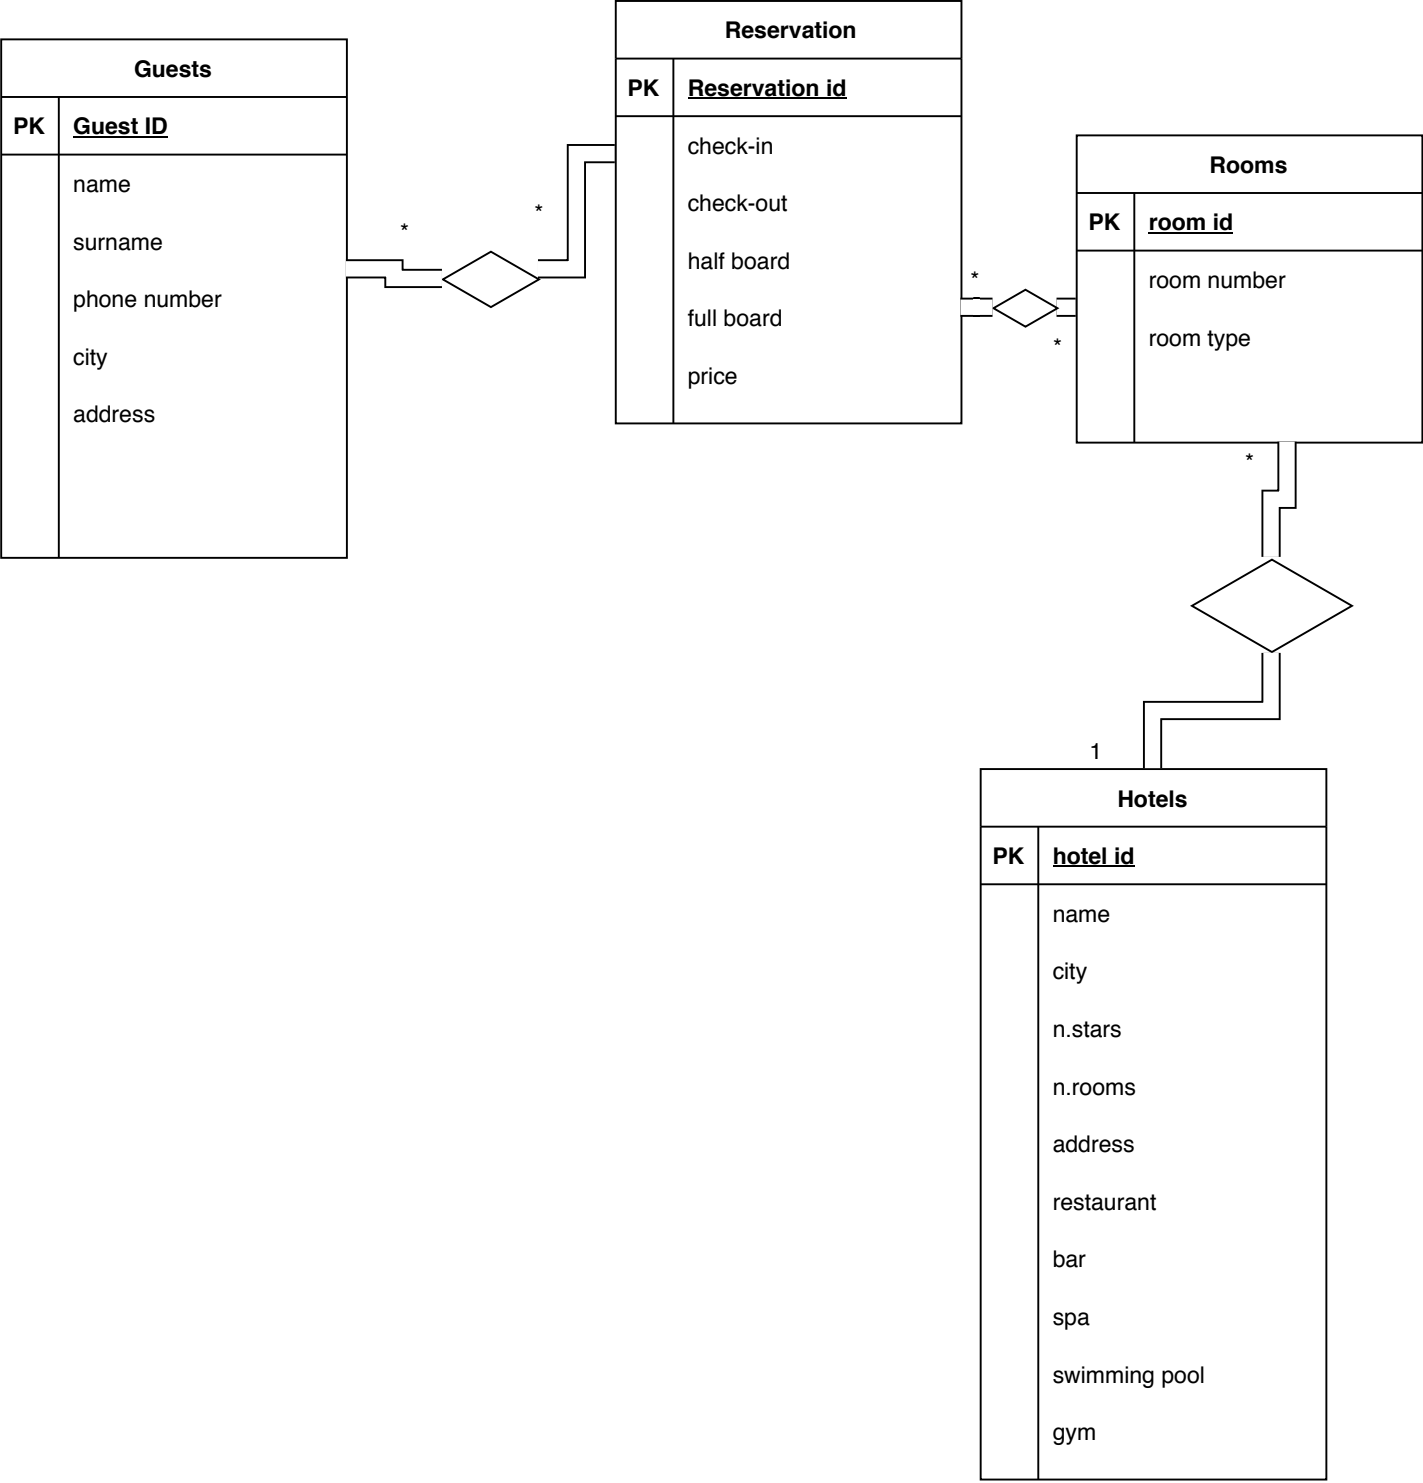 Guests
PK Guest ID
name
surname
phone number
city
address
*
*
Reservation
PK Reservation id
check-in
check-out
half board
full board
price
*
*
Rooms
PK room id
room number
room type
*
1
Hotels
PK hotel id
name
city
n.stars
n.rooms
address
restaurant
bar
spa
swimming pool
gym